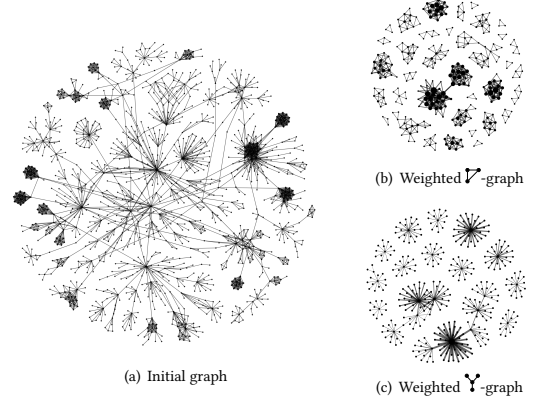 (b) Weighted -graph
(a) Initial graph
(c) Weighted -graph